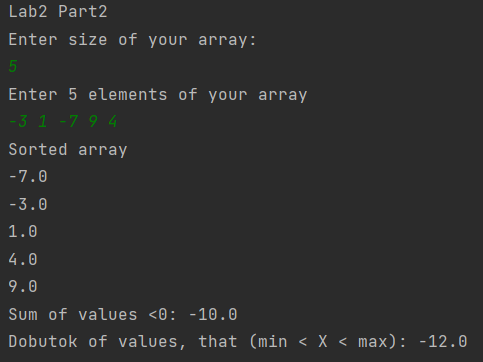 Lab2 Part2
Enter size of your array:
5
Enter 5 elements of your array
-3 1 -7 9 4
Sorted array
-7.0
-3.0
1.0
4.0
9.0
Sum of values <0: -10.0
Dobutok of values, that (min < X < max): -12.0